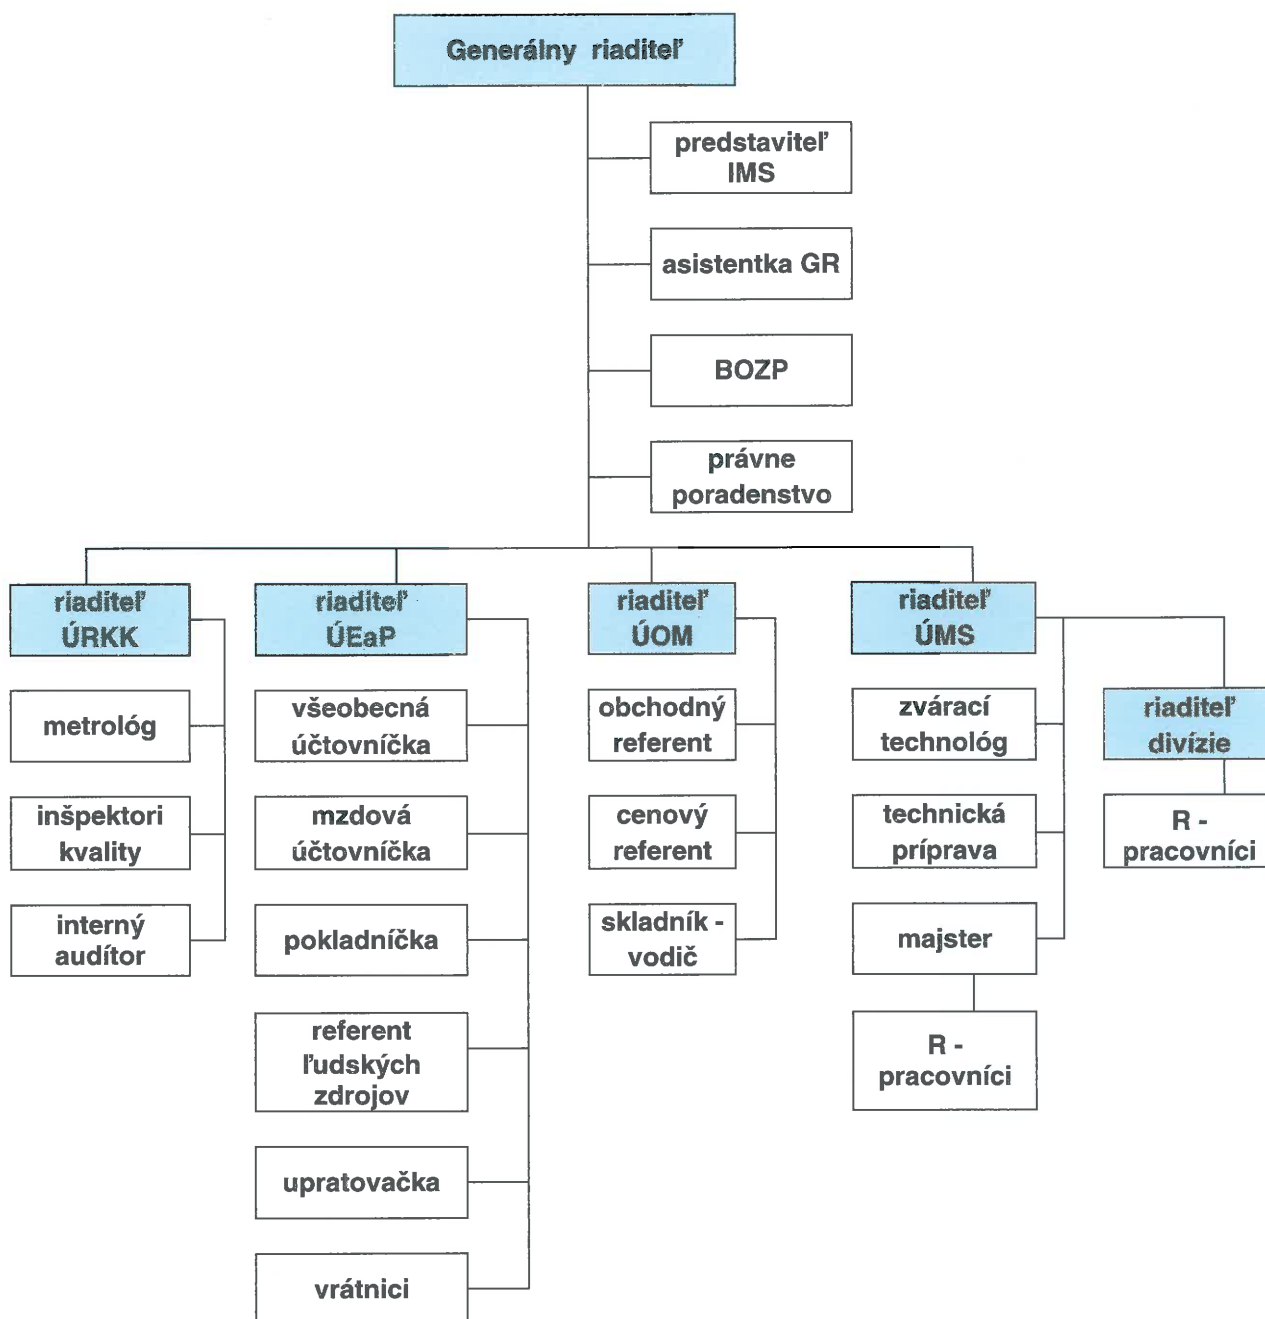 Generálny riaditeľ
predstaviteľ
IMS
asistentka GR
BOZP
právne
poradenstvo
riaditeľ
ÚRKK
metrológ
inšpektori
kvality
interný
audítor
riaditeľ
ÚEaP
všeobecná
účtovníčka
mzdová
účtovníčka
pokladníčka
referent
ľudských
zdrojov
upratovačka
vrátnici
riaditeľ
ÚOM
obchodný
referent
cenový
referent
skladník -
vodič
riaditeľ
ÚMS
zvárací
technológ
technická
príprava
majster
R -
pracovníci
riaditeľ
divízie
R -
pracovníci